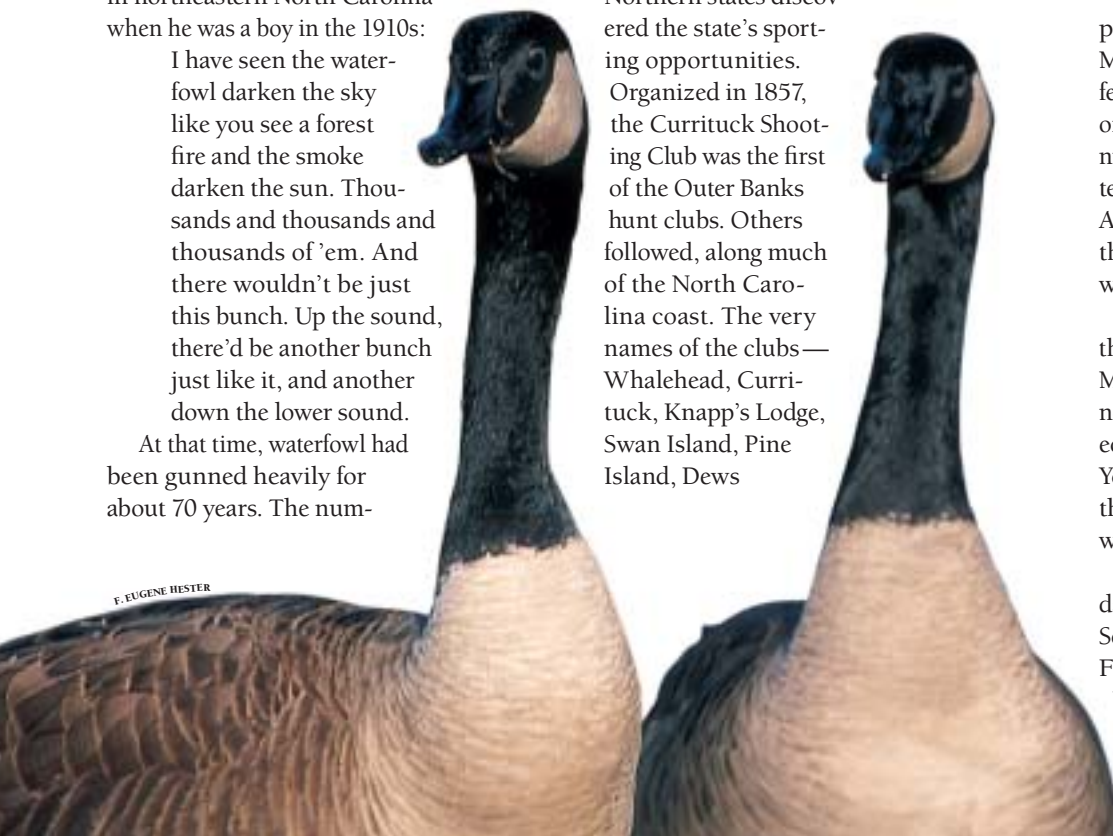 in northeastern North Carolina
when he was a boy in the 1910s:
I have seen the water-
fowl darken the sky
like you see a forest
fire and the smoke
darken the sun. Thou-
sands and thousands and
thousands of ’em. And
there wouldn’t be just
this bunch. Up the sound,
there’d be another bunch
just like it, and another
down the lower sound.
At that time, waterfowl had
been gunned heavily for
about 70 years. The num-
F. EUGENE HESTER
Northern states discov
ered the state’s sport-
ing opportunities.
Organized in 1857,
the Currituck Shoot-
ing Club was the first
of the Outer Banks
hunt clubs. Others
followed, along much
of the North Caro-
lina coast. The very
names of the clubs—
Whalehead, Curri-
tuck, Knapp’s Lodge,
Swan Island, Pine
Island, Dews